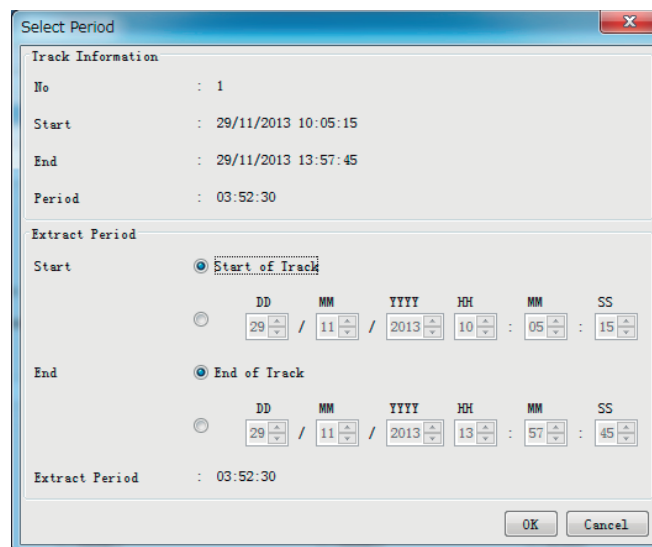 Select Period
Track Information
No : 1
Start : 29/11/2013 10:05:15
End : 29/11/2013 13:57:45
Period : 03:52:30
Extract Period
Start Start of Track
DD MM YYYY HH MM SS
29 / 11 / 2013 10 : 05 : 15
End End of Track
DD MM YYYY HH MM SS
29 / 11 / 2013 13 : 57 : 45
Extract Period : 03:52:30
OK Cancel